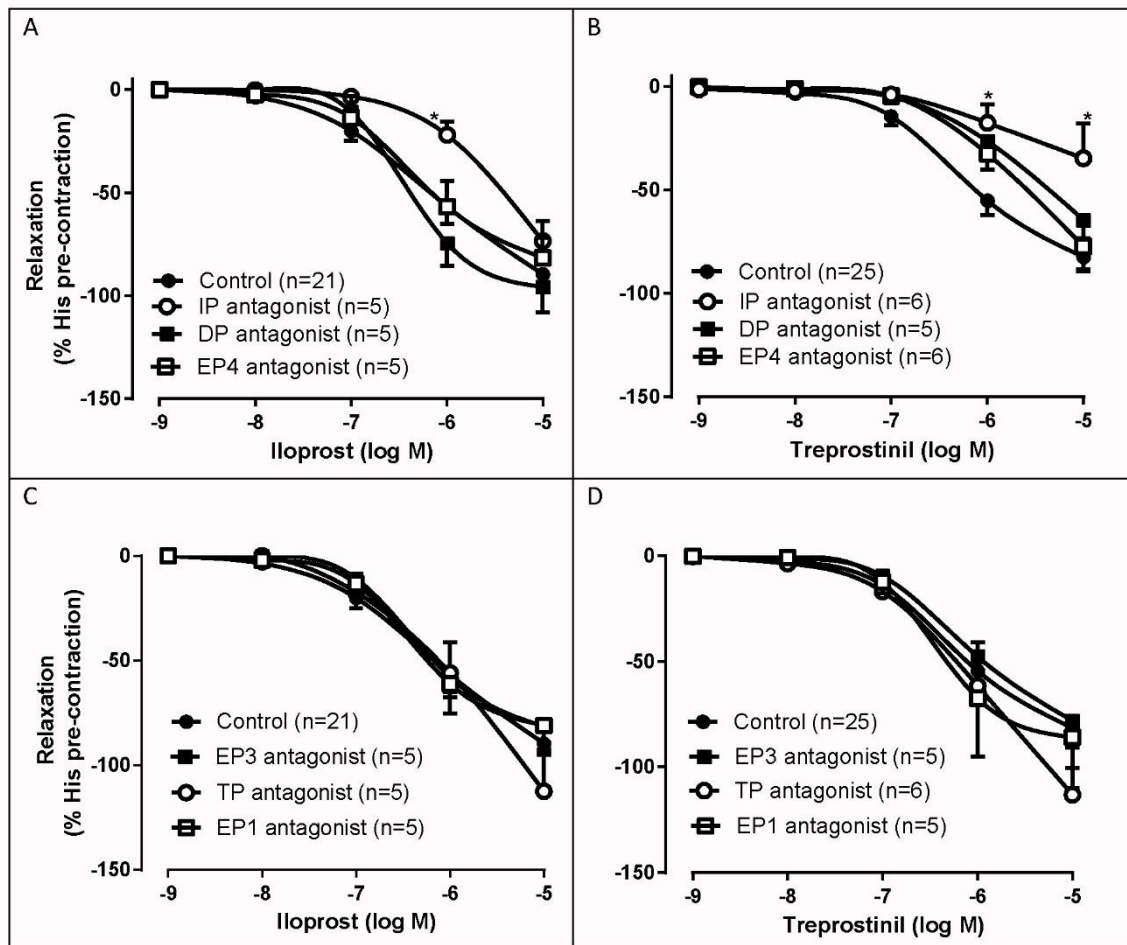 A
0
-50
-100
-150
Relaxation
(% His pre-contraction)
*
Control (n=21)
IP antagonist (n=5)
DP antagonist (n=5)
EP4 antagonist (n=5)
-9 -8 -7 -6 -5
Iloprost (log M)
B
0
-50
-100
-150
* *
Control (n=25)
IP antagonist (n=6)
DP antagonist (n=5)
EP4 antagonist (n=6)
-9 -8 -7 -6 -5
Treprostinil (log M)
C
0
-50
-100
-150
Relaxation
(% His pre-contraction)
Control (n=21)
EP3 antagonist (n=5)
TP antagonist (n=5)
EP1 antagonist (n=5)
-9 -8 -7 -6 -5
Iloprost (log M)
D
0
-50
-100
-150
Control (n=25)
EP3 antagonist (n=5)
TP antagonist (n=6)
EP1 antagonist (n=5)
-9 -8 -7 -6 -5
Treprostinil (log M)